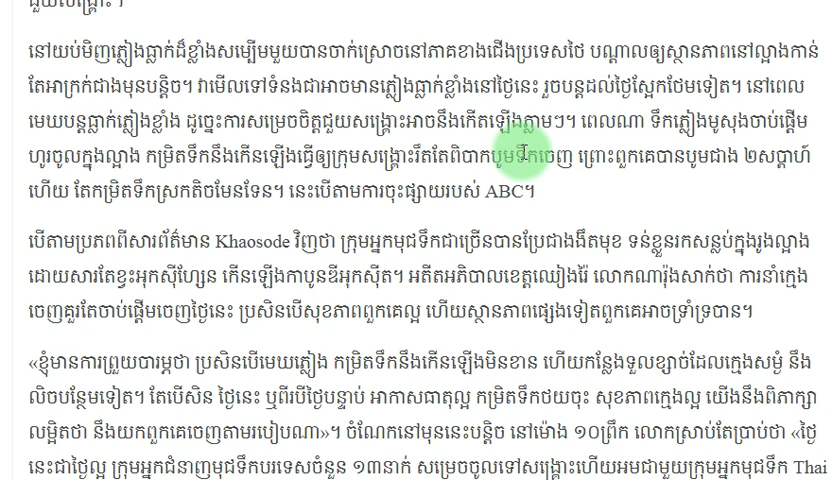 ជួយសង្គ្រោះ។
នៅយប់មិញភ្លៀងធ្លាក់ដ៏ខ្លាំងសម្បើមមួយបានចាក់ស្រោចនៅភាគខាងជើងប្រទេសថៃ បណ្តាលឲ្យស្ថានភាពនៅល្អាងកាន់
តែអាក្រក់ជាងមុនបន្តិច។ វាមើលទៅទំនងជាអាចមានភ្លៀងធ្លាក់ខ្លាំងនៅថ្ងៃនេះ រួចបន្តដល់ថ្ងៃស្អែកថែមទៀត។ នៅពេល
មេឃបន្តធ្លាក់ភ្លៀងខ្លាំង ដូច្នេះការសម្រេចចិត្តជួយសង្គ្រោះអាចនឹងកើតឡើងភ្លាមៗ។ ពេលណា ទឹកភ្លៀងមូសុងចាប់ផ្តើម
ហូរចូលក្នុងល្អាង កម្រិតទឹកនឹងកើនឡើងធ្វើឲ្យក្រុមសង្គ្រោះរឹតតែពិបាកបូមទឹកចេញ ព្រោះពួកគេបានបូមជាង ២សប្តាហ៍
ហើយ តែកម្រិតទឹកស្រកតិចមែនទែន។ នេះបើតាមការចុះផ្សាយរបស់ ABC។
បើតាមប្រភពពីសារព័ត៌មាន Khaosode វិញថា ក្រុមអ្នកមុជទឹកជាច្រើនបានប្រែជាងងឹតមុខ ទន់ខ្លួនរកសន្លប់ក្នុងរូងល្អាង
ដោយសារតែខ្វះអុកស៊ីហ្សែន កើនឡើងកាបូនឌីអុកស៊ីត។ អតីតអភិបាលខេត្តឈៀងរ៉ៃ លោកណារ៉ុងសាក់ថា ការនាំក្មេង
ចេញគួរតែចាប់ផ្តើមចេញថ្ងៃនេះ ប្រសិនបើសុខភាពពួកគេល្អ ហើយស្ថានភាពផ្សេងទៀតពួកគេអាចទ្រាំទ្របាន។
«ខ្ញុំមានការព្រួយបារម្ភថា ប្រសិនបើមេឃភ្លៀង កម្រិតទឹកនឹងកើនឡើងមិនខាន ហើយកន្លែងទួលខ្សាច់ដែលក្មេងសម្ងំ នឹង
លិចបន្ថែមទៀត។ តែបើសិន ថ្ងៃនេះ ឬពីរបីថ្ងៃបន្ទាប់ អាកាសធាតុល្អ កម្រិតទឹកថយចុះ សុខភាពក្មេងល្អ យើងនឹងពិភាក្សា
លម្អិតថា នឹងយកពួកគេចេញតាមរបៀបណា»។ ចំណែកនៅមុននេះបន្តិច នៅម៉ោង ១០ព្រឹក លោកស្រាប់តែប្រាប់ថា «ថ្ងៃ
នេះជាថ្ងៃល្អ ក្រុមអ្នកជំនាញមុជទឹកបរទេសចំនួន ១៣នាក់ សម្រេចចូលទៅសង្គ្រោះហើយអមជាមួយក្រុមអ្នកមុជទឹក Thai